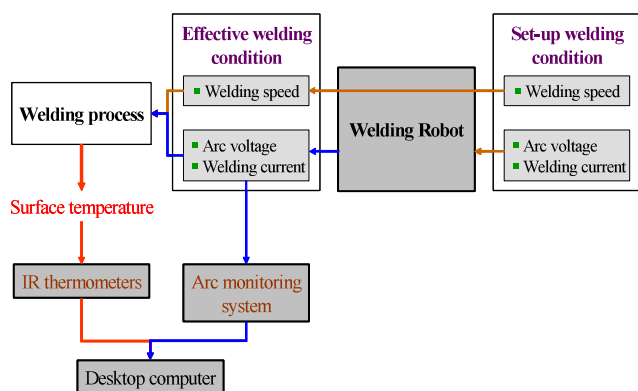 Effective welding
condition
Set-up welding
condition
Welding speed
Welding speed
Welding process
Welding Robot
Arc voltage
Welding current
Arc voltage
Welding current
Surface temperature
IR thermometers
Arc monitoring
system
Desktop computer